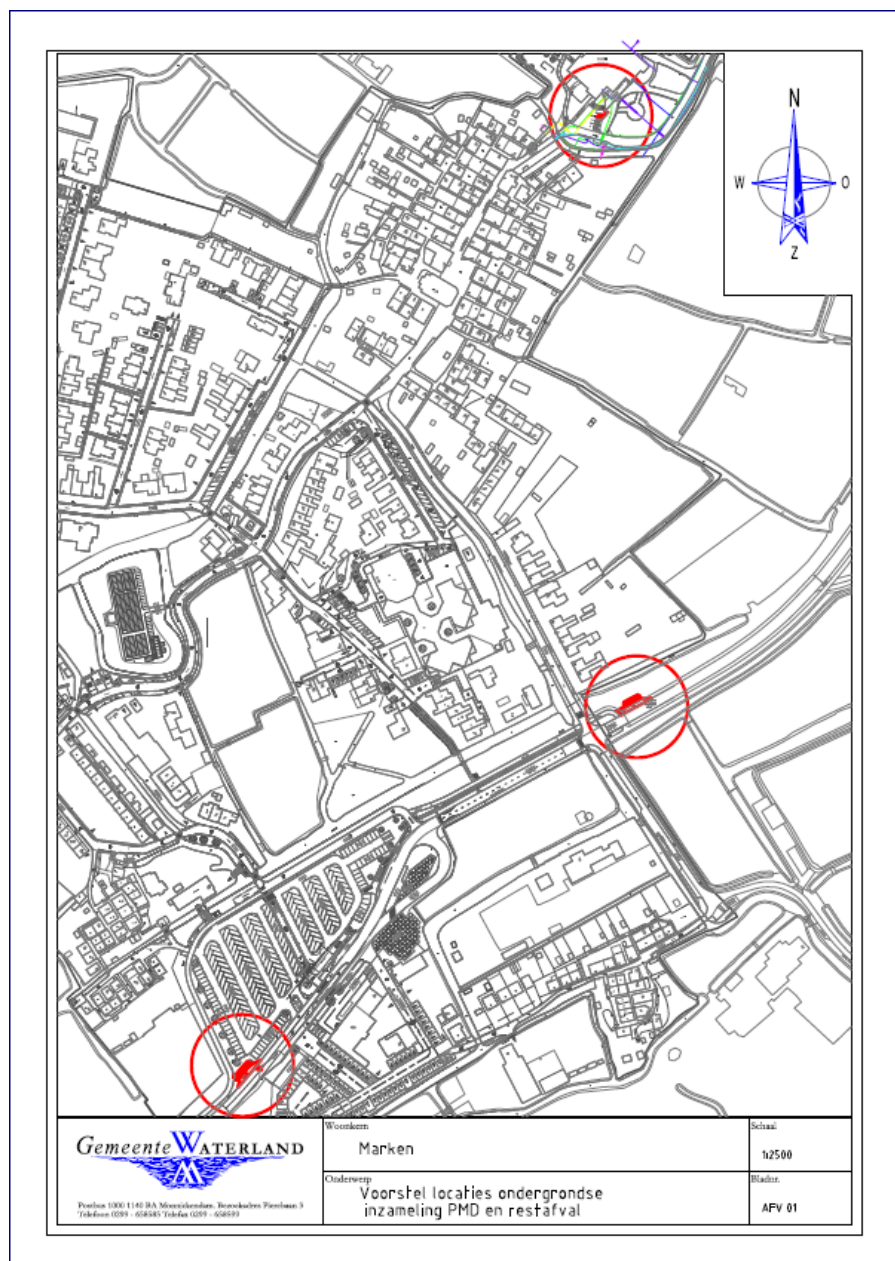 N
W
O
Z
Gemeente WATERLAND
Postbus 1000 1140 BA Monnickendam. Bezoekadres Pierebaan 3
Telefoon 0299 - 658585 Telefax 0299 - 658599
Woonkern
Marken
Schaal
1:2500
Onderwerp
Voorstel locaties ondergrondse
inzameling PMD en restafval
Bladnr.
AFV 01